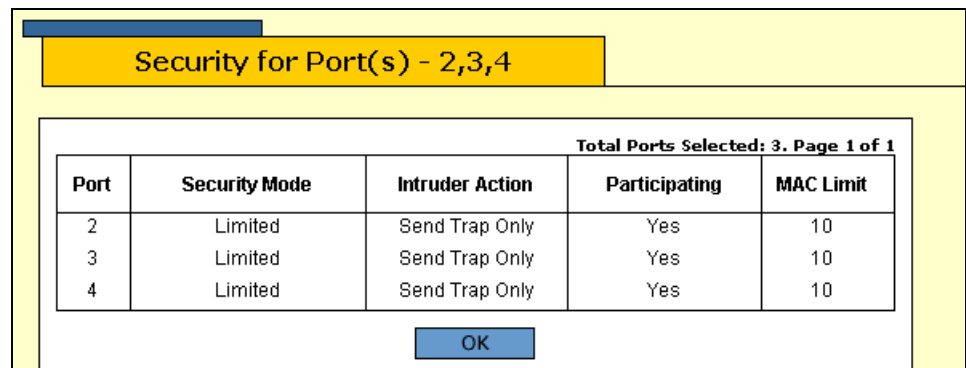 Security for Port(s) - 2,3,4
Total Ports Selected: 3. Page 1 of 1
Port Security Mode Intruder Action Participating MAC Limit
2 Limited Send Trap Only Yes 10
3 Limited Send Trap Only Yes 10
4 Limited Send Trap Only Yes 10
OK